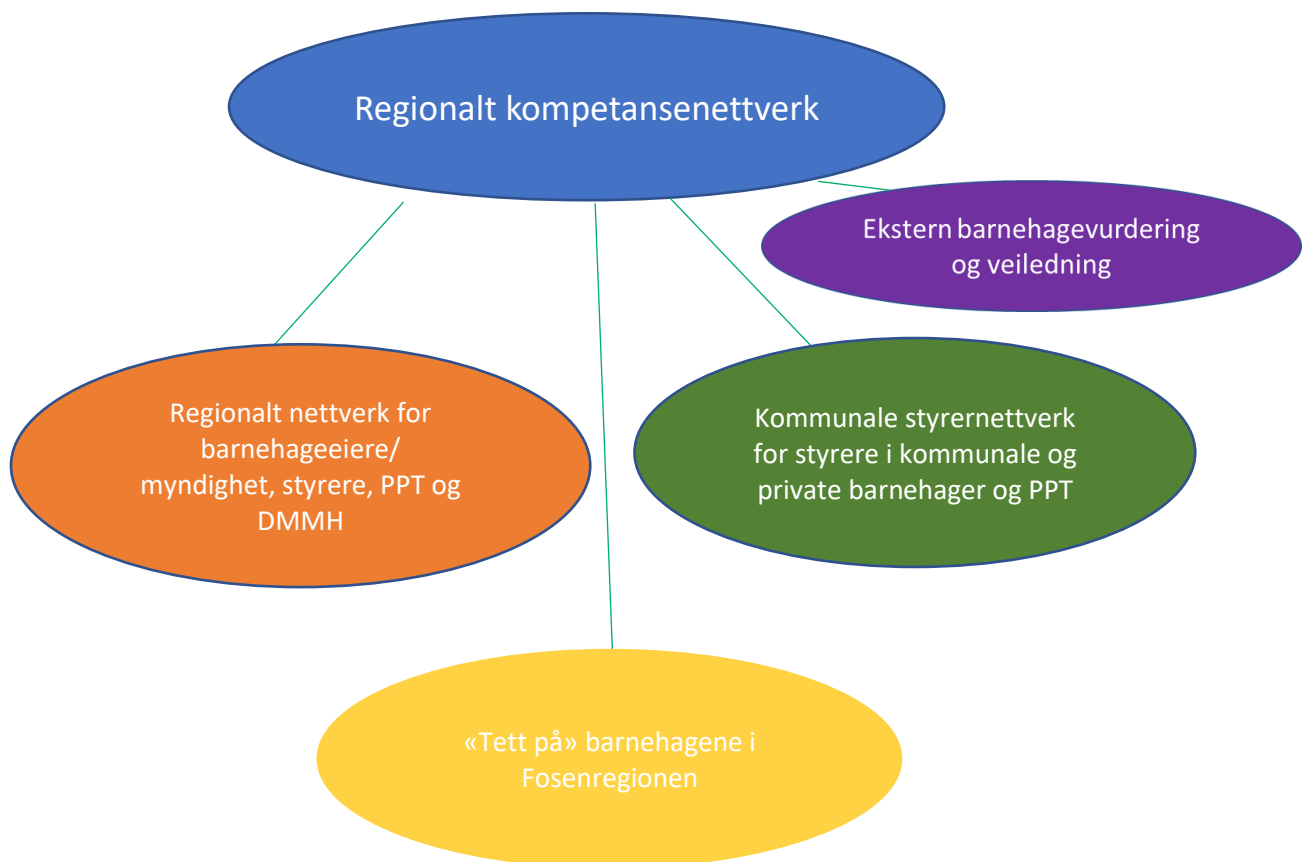 Regionalt kompetansenettverk
Ekstern barnehagevurdering
og veiledning
Regionalt nettverk for
barnehageeiere/
myndighet, styrere, PPT og
DMMH
Kommunale styrernettverk
for styrere i kommunale og
private barnehager og PPT
«Tett på» barnehagene i
Fosenregionen